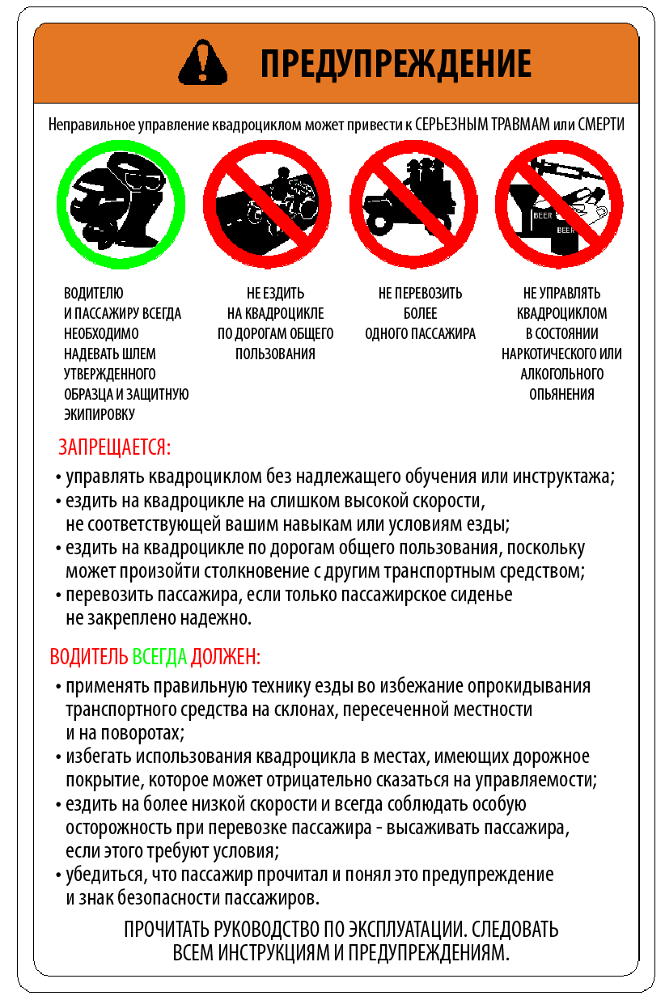 ПРЕДУПРЕЖДЕНИЕ
Неправильное управление квадроциклом может привести к СЕРЬЕЗНЫМ ТРАВМАМ или СМЕРТИ
BEER
BEER
ВОДИТЕЛЮ
И ПАССАЖИРУ ВСЕГДА
НЕОБХОДИМО
НАДЕВАТЬ ШЛЕМ
УТВЕРЖДЕННОГО
ОБРАЗЦА И ЗАЩИТНУЮ
ЭКИПИРОВКУ
НЕ ЕЗДИТЬ
НА КВАДРОЦИКЛЕ
ПО ДОРОГАМ ОБЩЕГО
ПОЛЬЗОВАНИЯ
НЕ ПЕРЕВОЗИТЬ
БОЛЕЕ
ОДНОГО ПАССАЖИРА
НЕ УПРАВЛЯТЬ
КВАДРОЦИКЛОМ
В СОСТОЯНИИ
НАРКОТИЧЕСКОГО ИЛИ
АЛКОГОЛЬНОГО
ОПЬЯНЕНИЯ
ЗАПРЕЩАЕТСЯ:
• управлять квадроциклом без надлежащего обучения или инструктажа;
• ездить на квадроцикле на слишком высокой скорости,
не соответствующей вашим навыкам или условиям езды;
• ездить на квадроцикле по дорогам общего пользования, поскольку
может произойти столкновение с другим транспортным средством;
• перевозить пассажира, если только пассажирское сиденье
не закреплено надежно.
ВОДИТЕЛЬ ВСЕГДА ДОЛЖЕН:
• применять правильную технику езды во избежание опрокидывания
транспортного средства на склонах, пересеченной местности
и на поворотах;
• избегать использования квадроцикла в местах, имеющих дорожное
покрытие, которое может отрицательно сказаться на управляемости;
• ездить на более низкой скорости и всегда соблюдать особую
осторожность при перевозке пассажира - высаживать пассажира,
если этого требуют условия;
• убедиться, что пассажир прочитал и понял это предупреждение
и знак безопасности пассажиров.
ПРОЧИТАТЬ РУКОВОДСТВО ПО ЭКСПЛУАТАЦИИ. СЛЕДОВАТЬ
ВСЕМ ИНСТРУКЦИЯМ И ПРЕДУПРЕЖДЕНИЯМ.